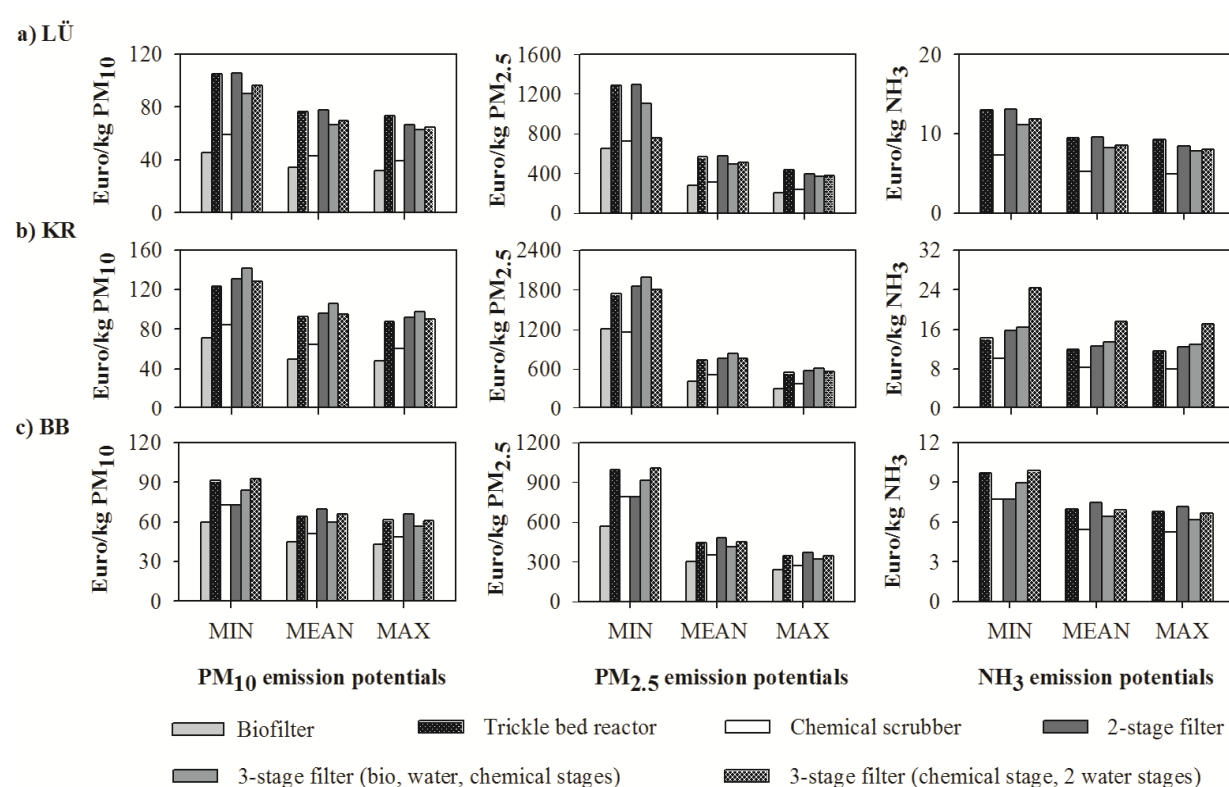 a) LÜ
Euro/kg PM10
120
80
40
0
Euro/kg PM2.5
1600
1200
800
400
0
Euro/kg NH3
20
10
0
b) KR
Euro/kg PM10
160
120
80
40
0
Euro/kg PM2.5
2400
1800
1200
600
0
Euro/kg NH3
32
24
16
8
0
c) BB
Euro/kg PM10
120
90
60
30
0
Euro/kg PM2.5
1200
900
600
300
0
Euro/kg NH3
12
9
6
3
0
MIN MEAN MAX
MIN MEAN MAX
MIN MEAN MAX
PM10 emission potentials
PM2.5 emission potentials
NH3 emission potentials
Biofilter
Trickle bed reactor
Chemical scrubber
2-stage filter
3-stage filter (bio, water, chemical stages)
3-stage filter (chemical stage, 2 water stages)